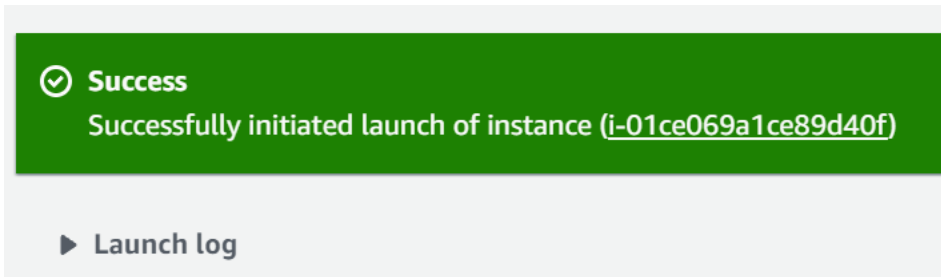 Success
Successfully initiated launch of instance (i-01ce069a1ce89d40f)
Launch log